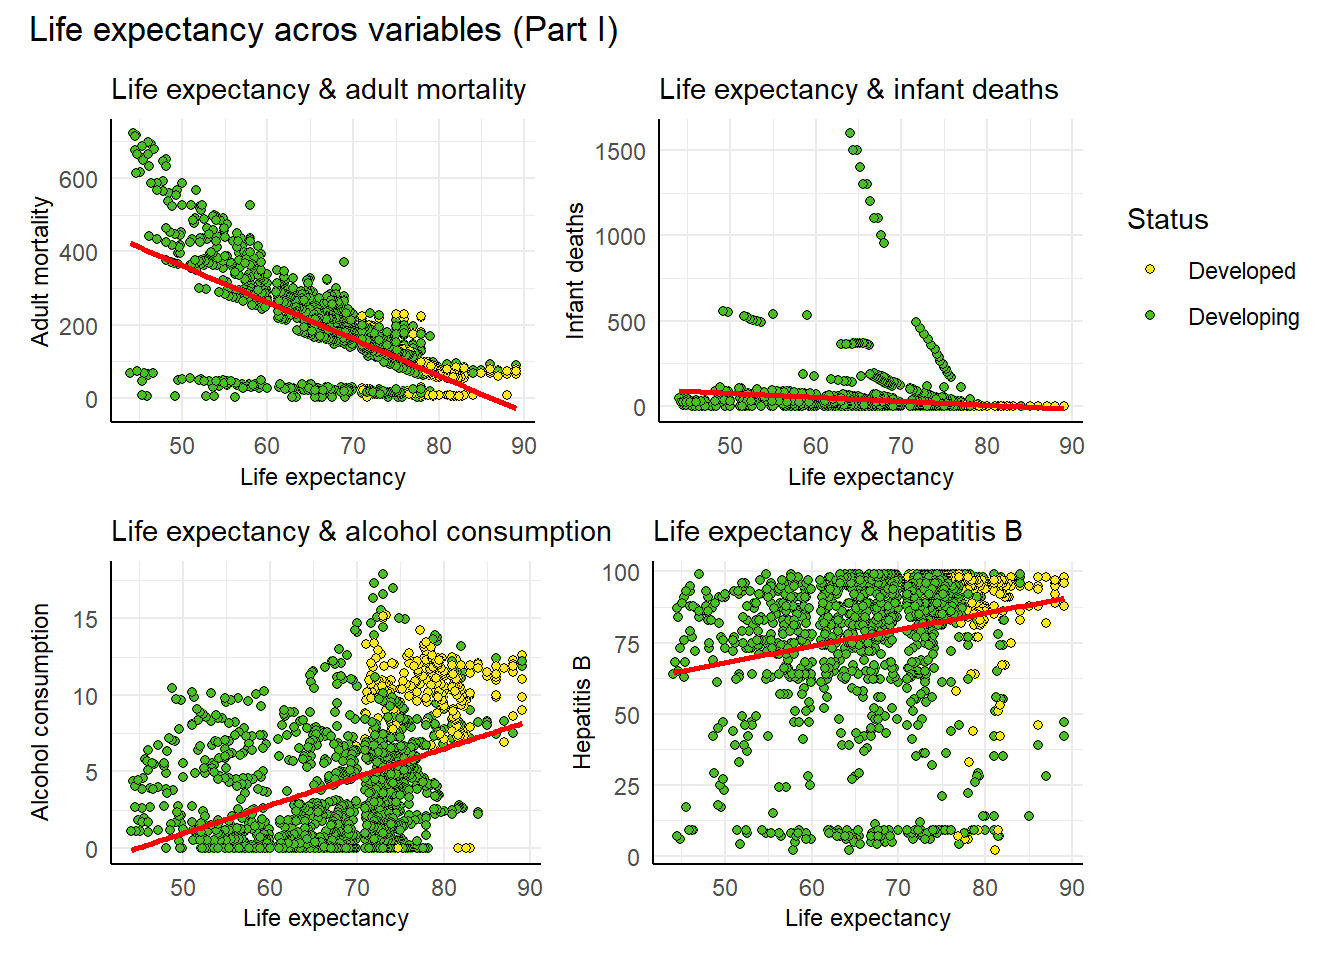 Life expectancy acros variables (Part I)
Life expectancy & adult mortality
Adult mortality
600
400
200
0
50 60 70 80 90
Life expectancy
Life expectancy & infant deaths
Infant deaths
1500
1000
500
0
50 60 70 80 90
Life expectancy
Status
Developed
Developing
Life expectancy & alcohol consumption
Alcohol consumption
15
10
5
0
50 60 70 80 90
Life expectancy
Life expectancy & hepatitis B
Hepatitis B
100
75
50
25
0
50 60 70 80 90
Life expectancy